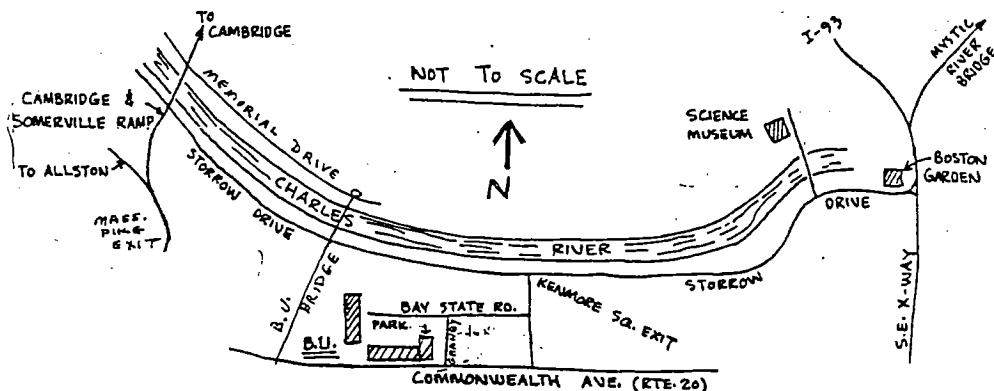 TO
CAMBRIDGE
I-93
MYSTIC
RIVER
BRIDGE
NOT TO SCALE
CAMBRIDGE &
SOMERVILLE RAMP
MEMORIAL DRIVE
SCIENCE
MUSEUM
TO ALLSTON
BOSTON
GARDEN
N
CHARLES
RIVER
STORROW DRIVE
MASS.
PIKE
EXIT
STORROW
DRIVE
B.U. BRIDGE
KENMORE SQ. EXIT
S.E. X-WAY
BAY STATE RD.
PARK.
GRANBY
B.U.
COMMONWEALTH AVE. (RTE. 20)